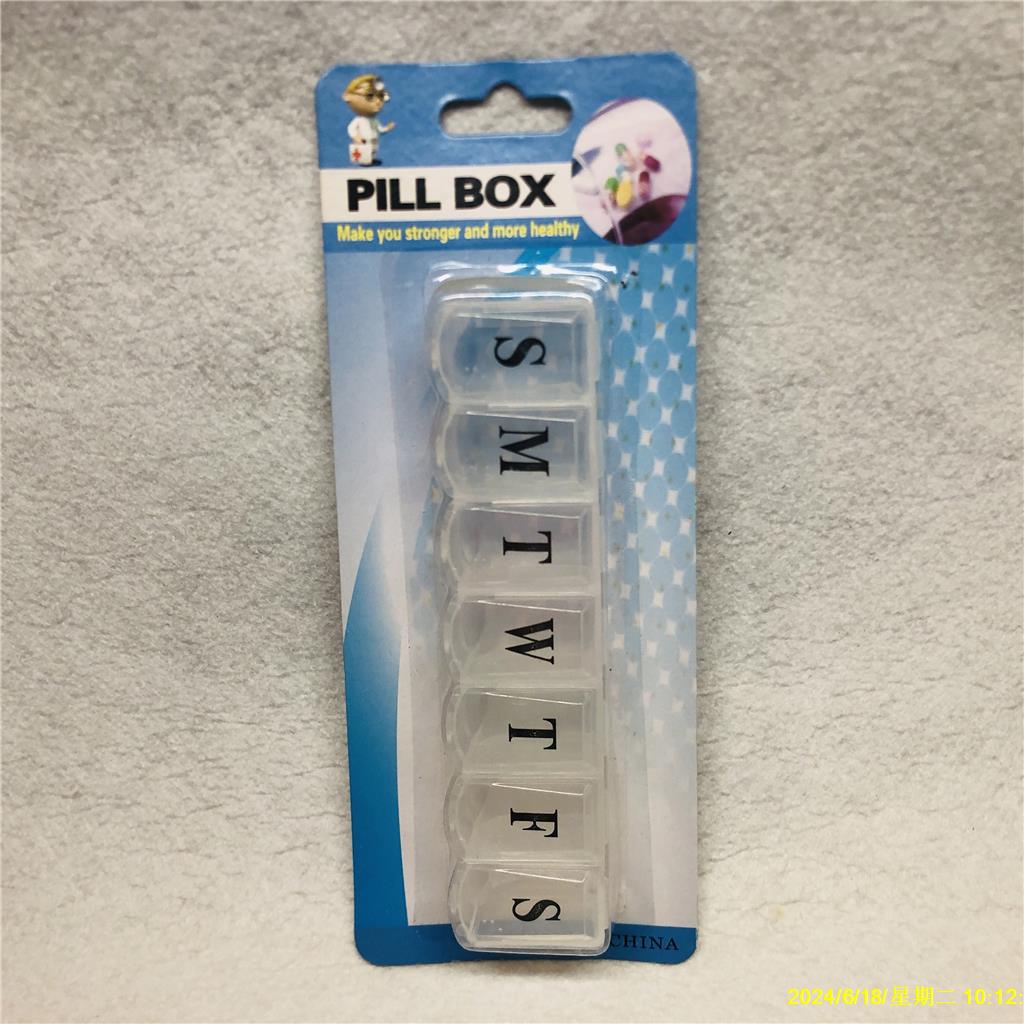 PILL BOX
Make you stronger and more healthy
S
M
T
W
T
F
S
CHINA
2024/6/18/星期二 10:12: